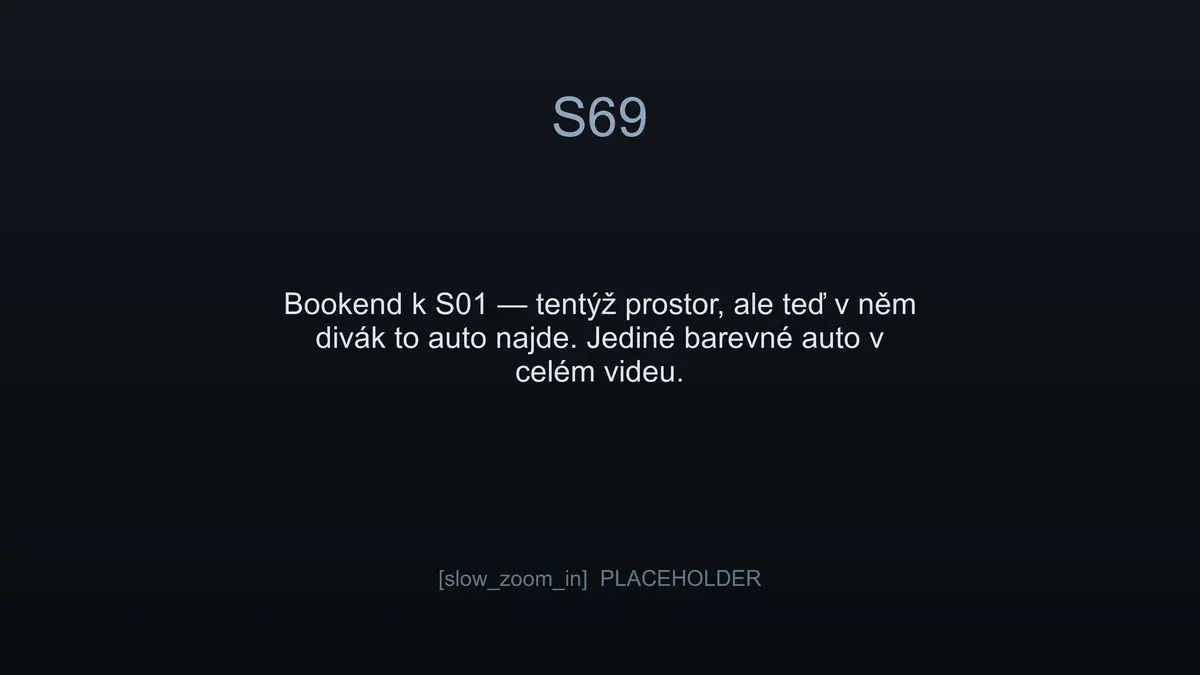 S69
Bookend k S01 — tentýž prostor, ale teď v něm
divák to auto najde. Jediné barevné auto v
celém videu.
[slow_zoom_in] PLACEHOLDER